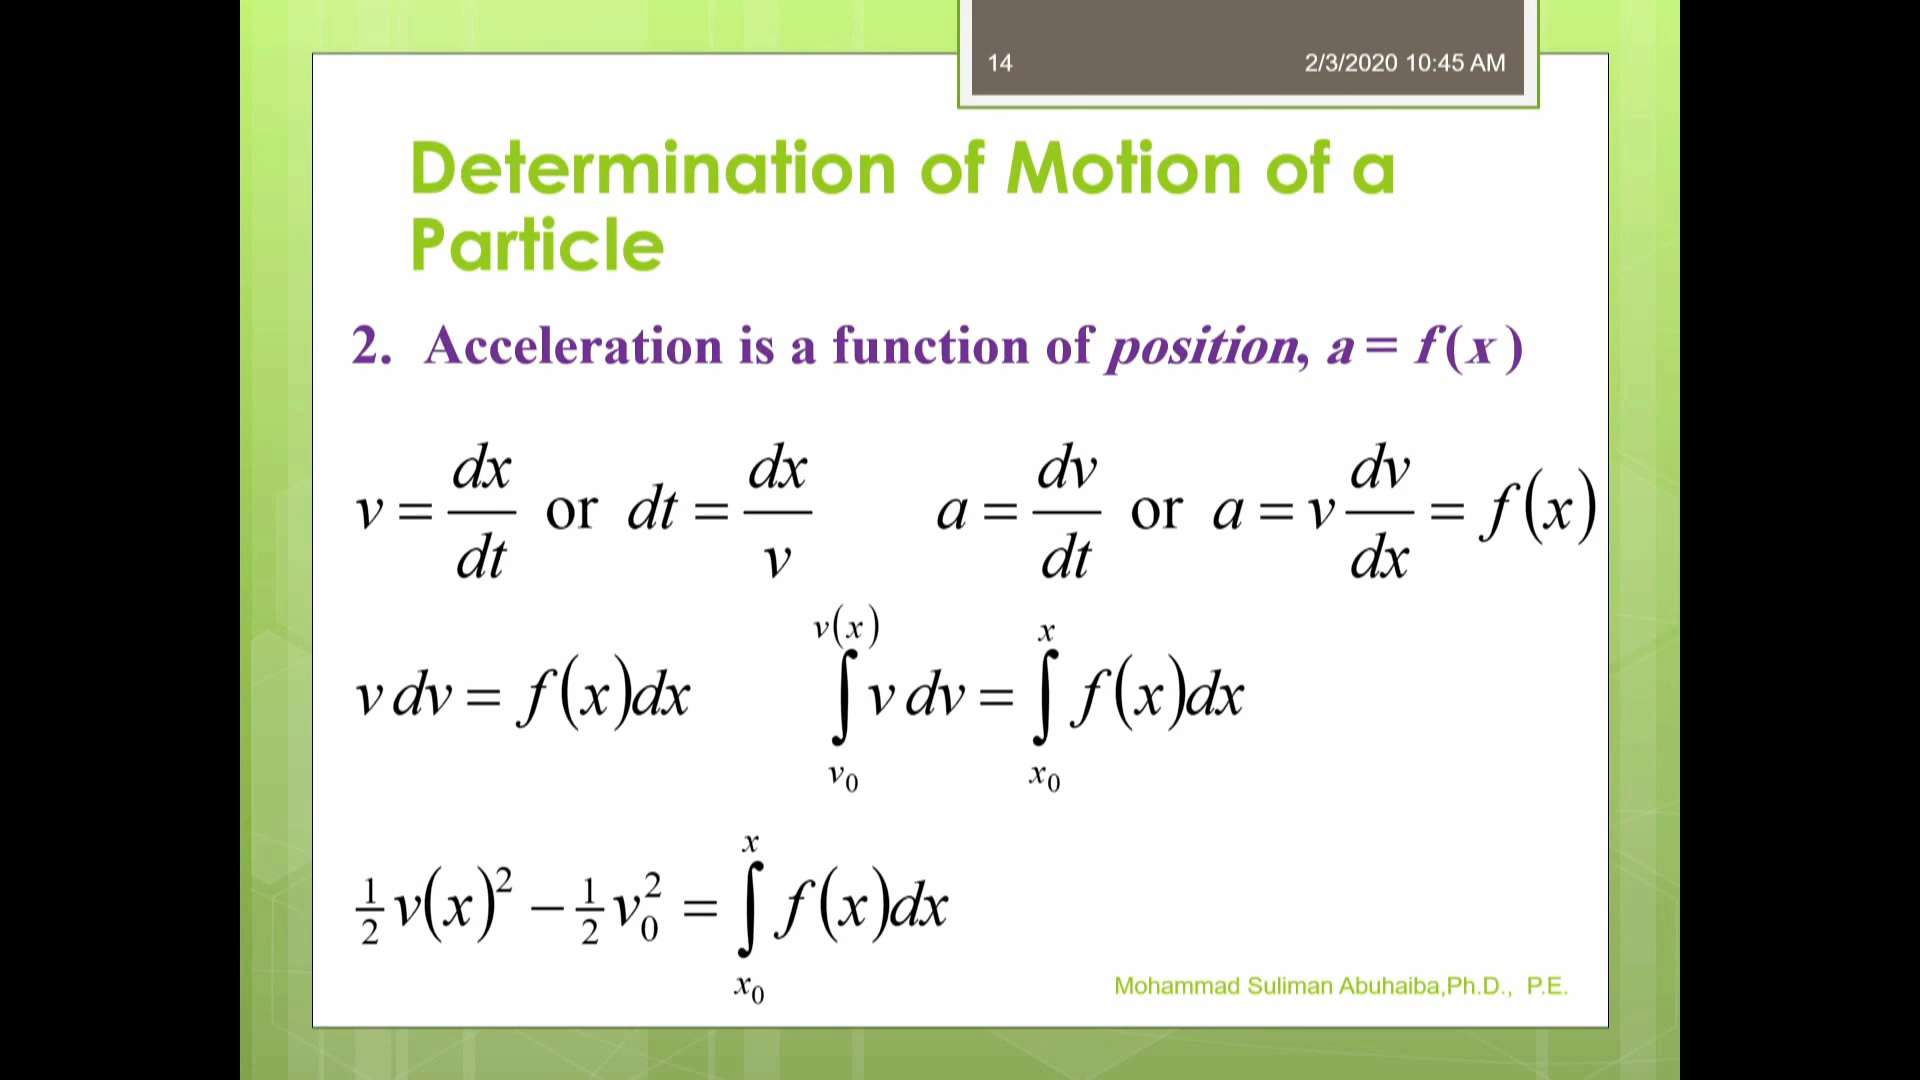 14 2/3/2020 10:45 AM
Determination of Motion of a
Particle
2. Acceleration is a function of position, a = f(x)
v = dx/dt or dt = dx/v a = dv/dt or a = v dv/dx = f(x)
v dv = f(x)dx ∫_{v₀}^{v(x)} v dv = ∫_{x₀}^{x} f(x)dx
½v(x)² − ½v₀² = ∫_{x₀}^{x} f(x)dx
Mohammad Suliman Abuhaiba,Ph.D., P.E.